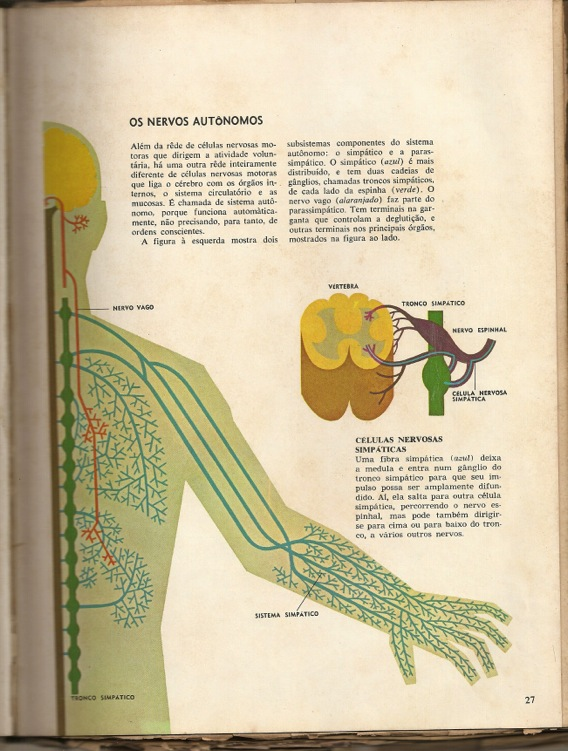 OS NERVOS AUTÔNOMOS
Além da rêde de células nervosas mo-
toras que dirigem a atividade volun-
tária, há uma outra rêde inteiramente
diferente de células nervosas motoras
que liga o cérebro com os órgãos in-
ternos, o sistema circulatório e as
mucosas. É chamada de sistema autô-
nomo, porque funciona automàtica-
mente, não precisando, para tanto, de
ordens conscientes.
A figura à esquerda mostra dois
subsistemas componentes do sistema
autônomo: o simpático e a paras-
simpático. O simpático (azul) é mais
distribuído, e tem duas cadeias de
gânglios, chamadas troncos simpáticos,
de cada lado da espinha (verde). O
nervo vago (alaranjado) faz parte do
parassimpático. Tem terminais na gar-
ganta que controlam a deglutição, e
outras terminais nos principais órgãos,
mostrados na figura ao lado.
VÉRTEBRA
TRONCO SIMPÁTICO
NERVO VAGO
NERVO ESPINHAL
CÉLULA NERVOSA
SIMPÁTICA
CÉLULAS NERVOSAS
SIMPÁTICAS
Uma fibra simpática (azul) deixa
a medula e entra num gânglio do
tronco simpático para que seu im-
pulso possa ser amplamente difun-
dido. Aí, ela salta para outra célula
simpática, percorrendo o nervo es-
pinhal, mas pode também dirigir-
se para cima ou para baixo do tron-
co, a vários outros nervos.
SISTEMA SIMPÁTICO
TRONCO SIMPÁTICO
27